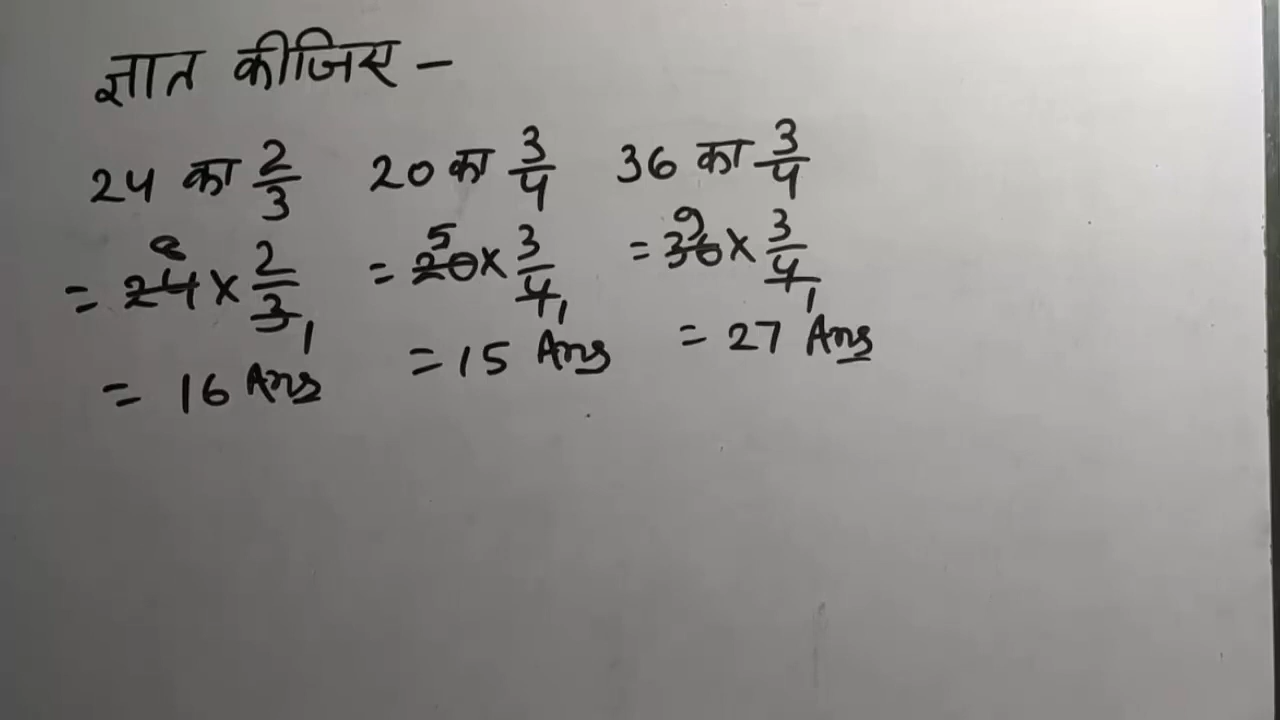 ज्ञात कीजिए -
24 का 2/3 20 का 3/4 36 का 3/4
= 24 8 × 2/3 1 = 20 5 × 3/4 1 = 36 9 × 3/4 1
= 16 Ans = 15 Ans = 27 Ans